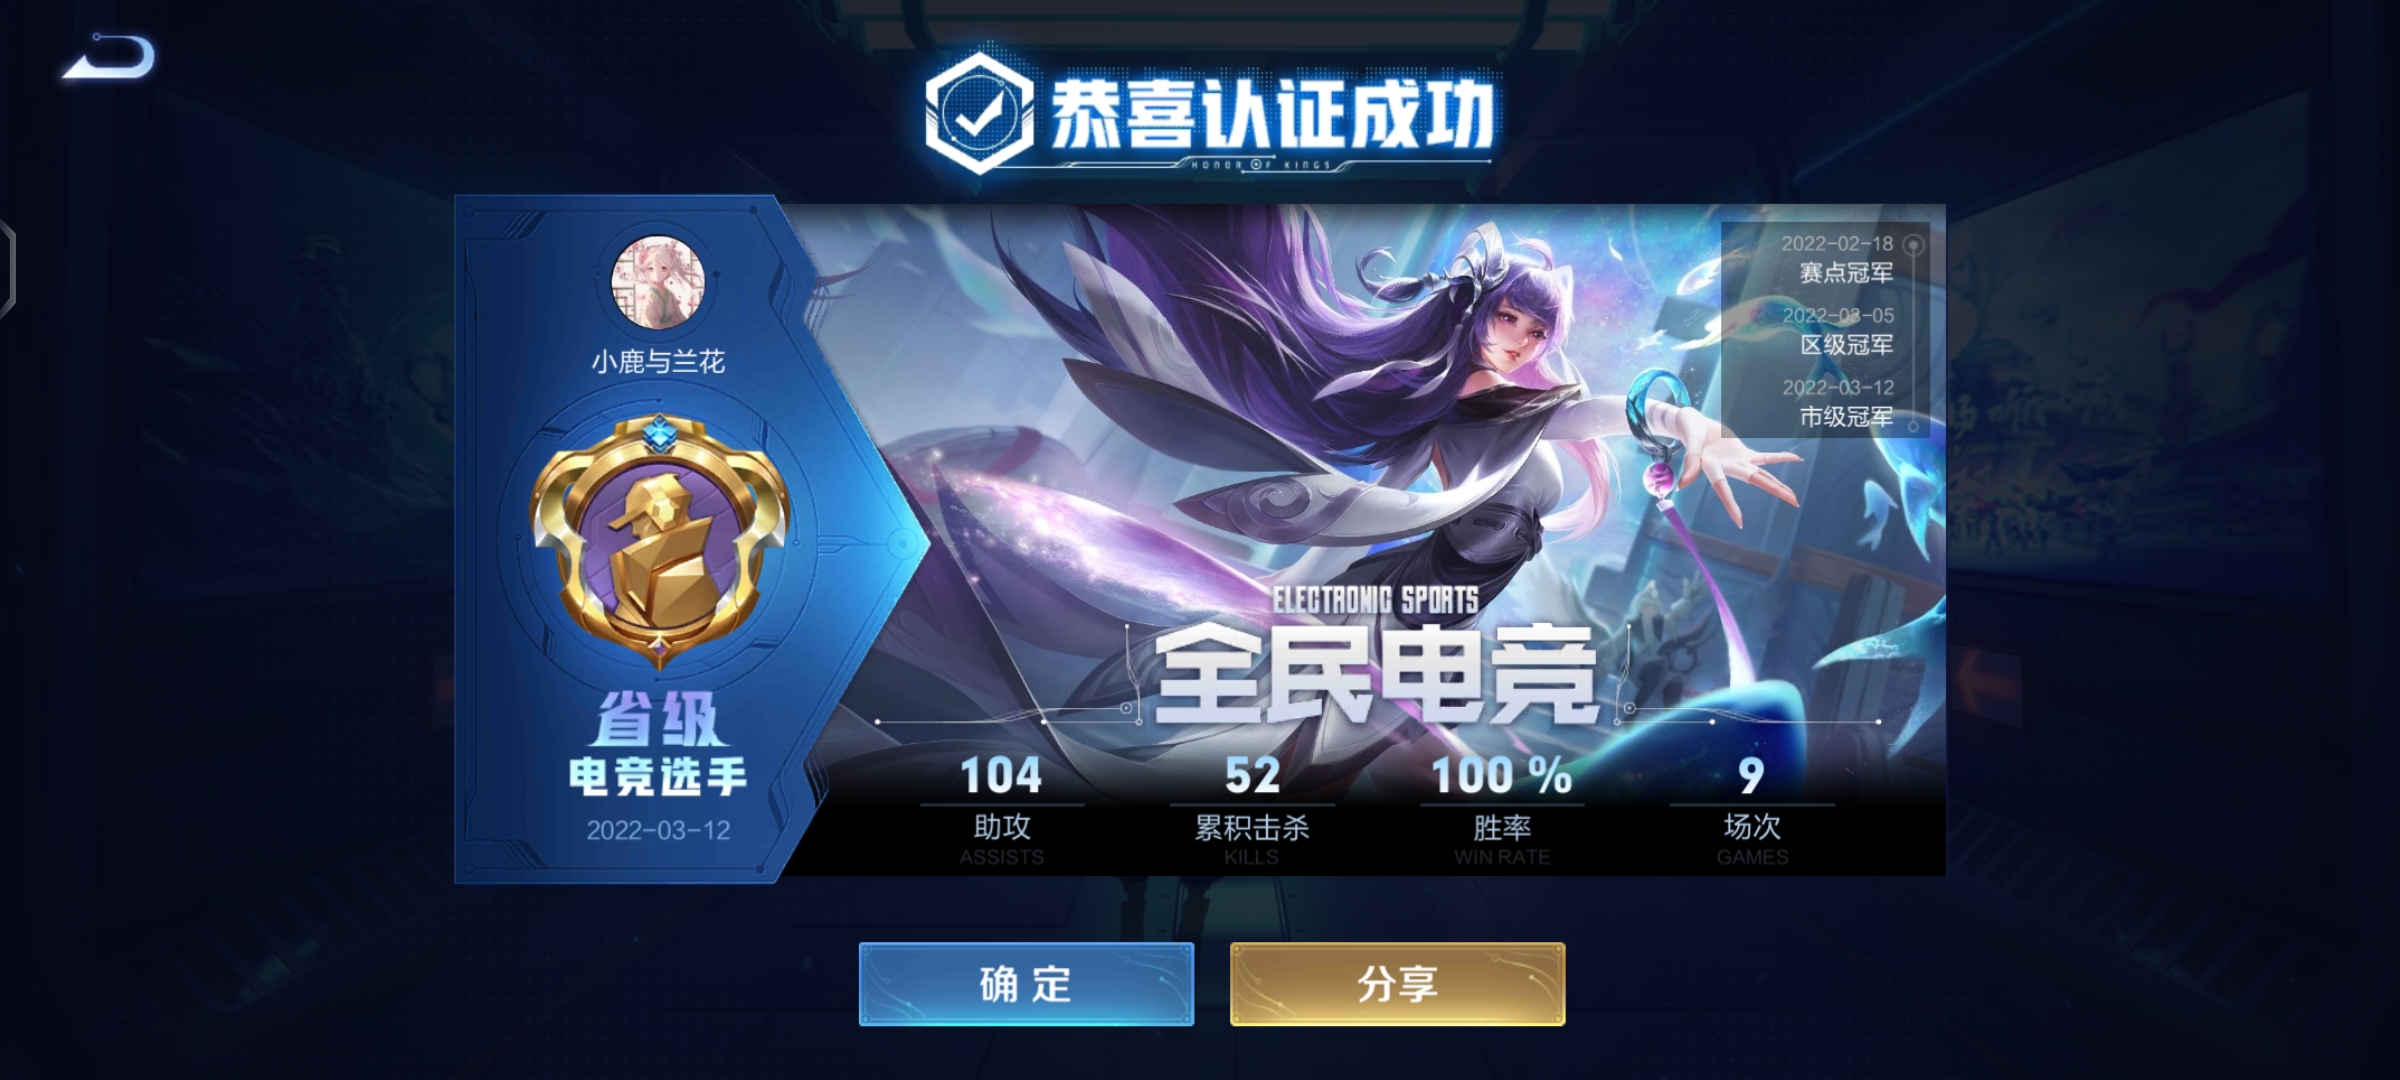 恭喜认证成功
HONOR OF KINGS
小鹿与兰花
省级
电竞选手
2022-03-12
2022-02-18
赛点冠军
2022-03-05
区级冠军
2022-03-12
市级冠军
ELECTRONIC SPORTS
全民电竞
104
助攻
ASSISTS
52
累积击杀
KILLS
100 %
胜率
WIN RATE
9
场次
GAMES
确定
分享